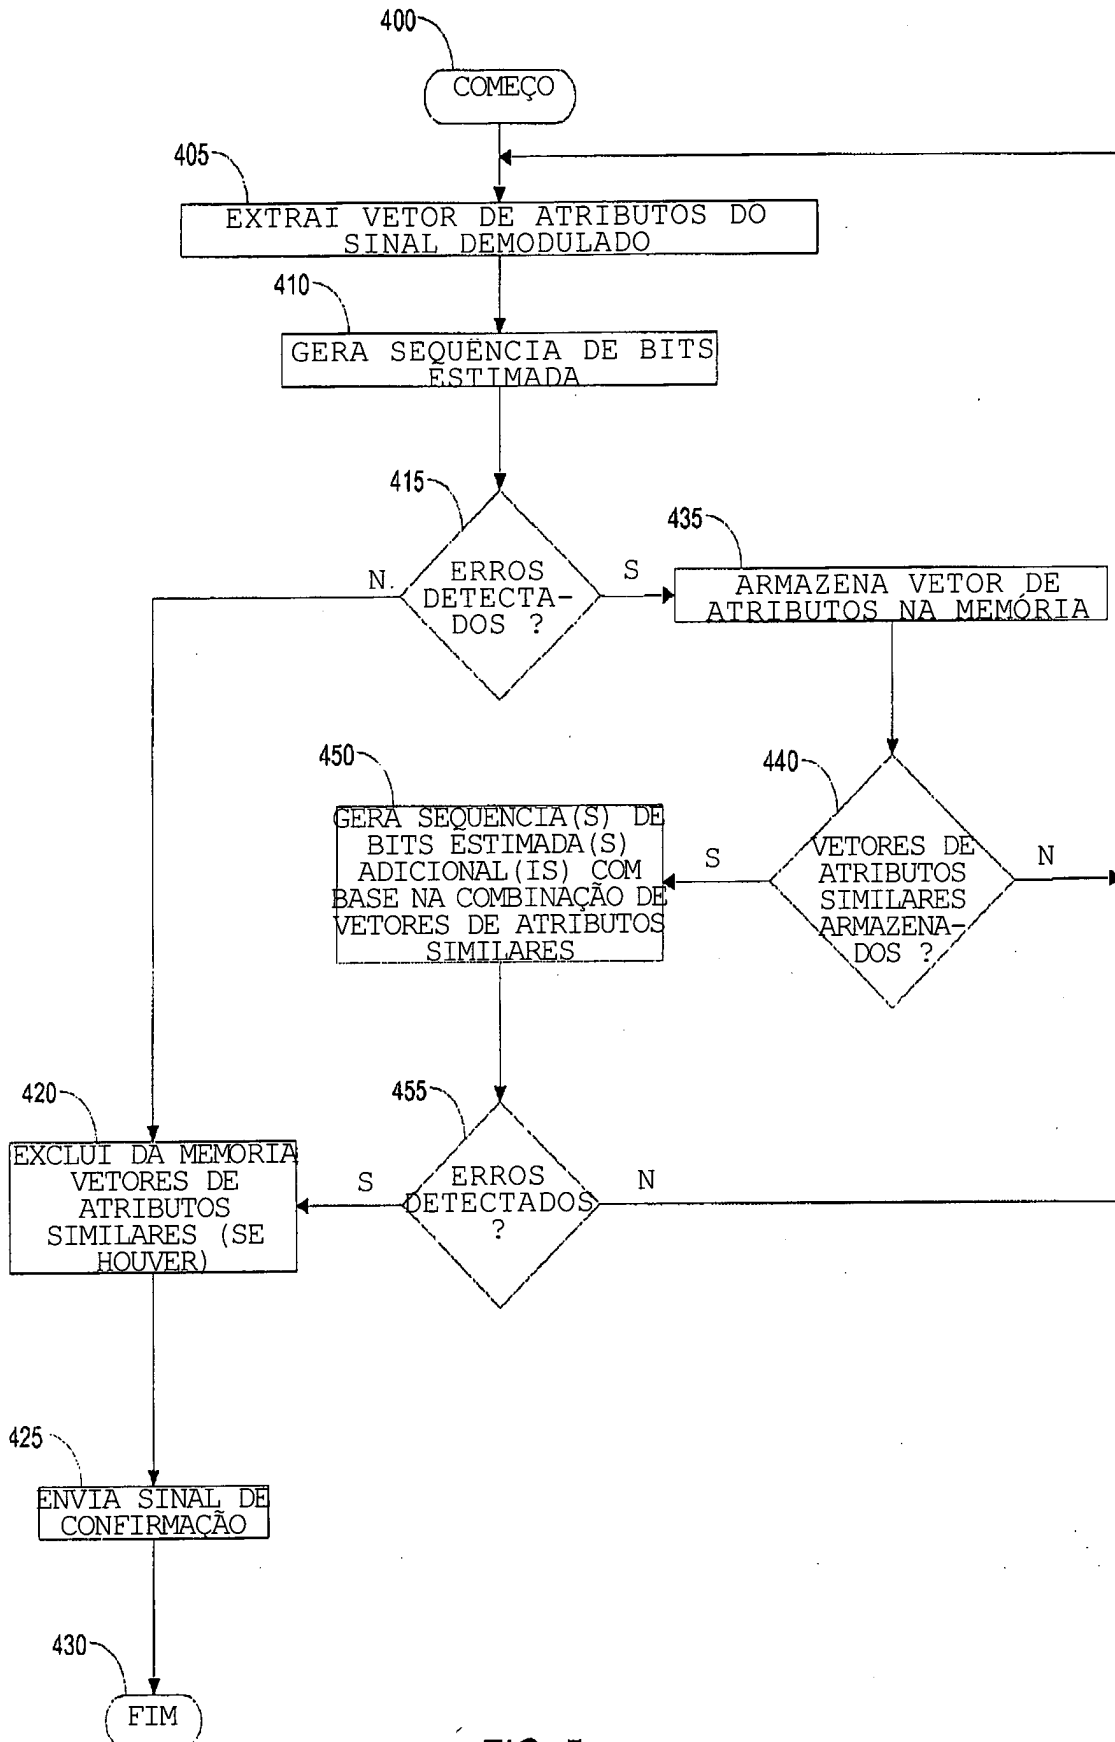 400
COMEÇO
405
EXTRAI VETOR DE ATRIBUTOS DO
SINAL DEMODULADO
410
GERA SEQUÊNCIA DE BITS
ESTIMADA
415
ERROS
DETECTA-
DOS ?
N.
S
435
ARMAZENA VETOR DE
ATRIBUTOS NA MEMÓRIA
440
VETORES DE
ATRIBUTOS
SIMILARES
ARMAZENA-
DOS ?
S
N
450
GERA SEQUÊNCIA(S) DE
BITS ESTIMADA(S)
ADICIONAL(IS) COM
BASE NA COMBINAÇÃO DE
VETORES DE ATRIBUTOS
SIMILARES
455
ERROS
DETECTADOS
?
S
N
420
EXCLUI DA MEMÓRIA
VETORES DE
ATRIBUTOS
SIMILARES (SE
HOUVER)
425
ENVIA SINAL DE
CONFIRMAÇÃO
430
FIM